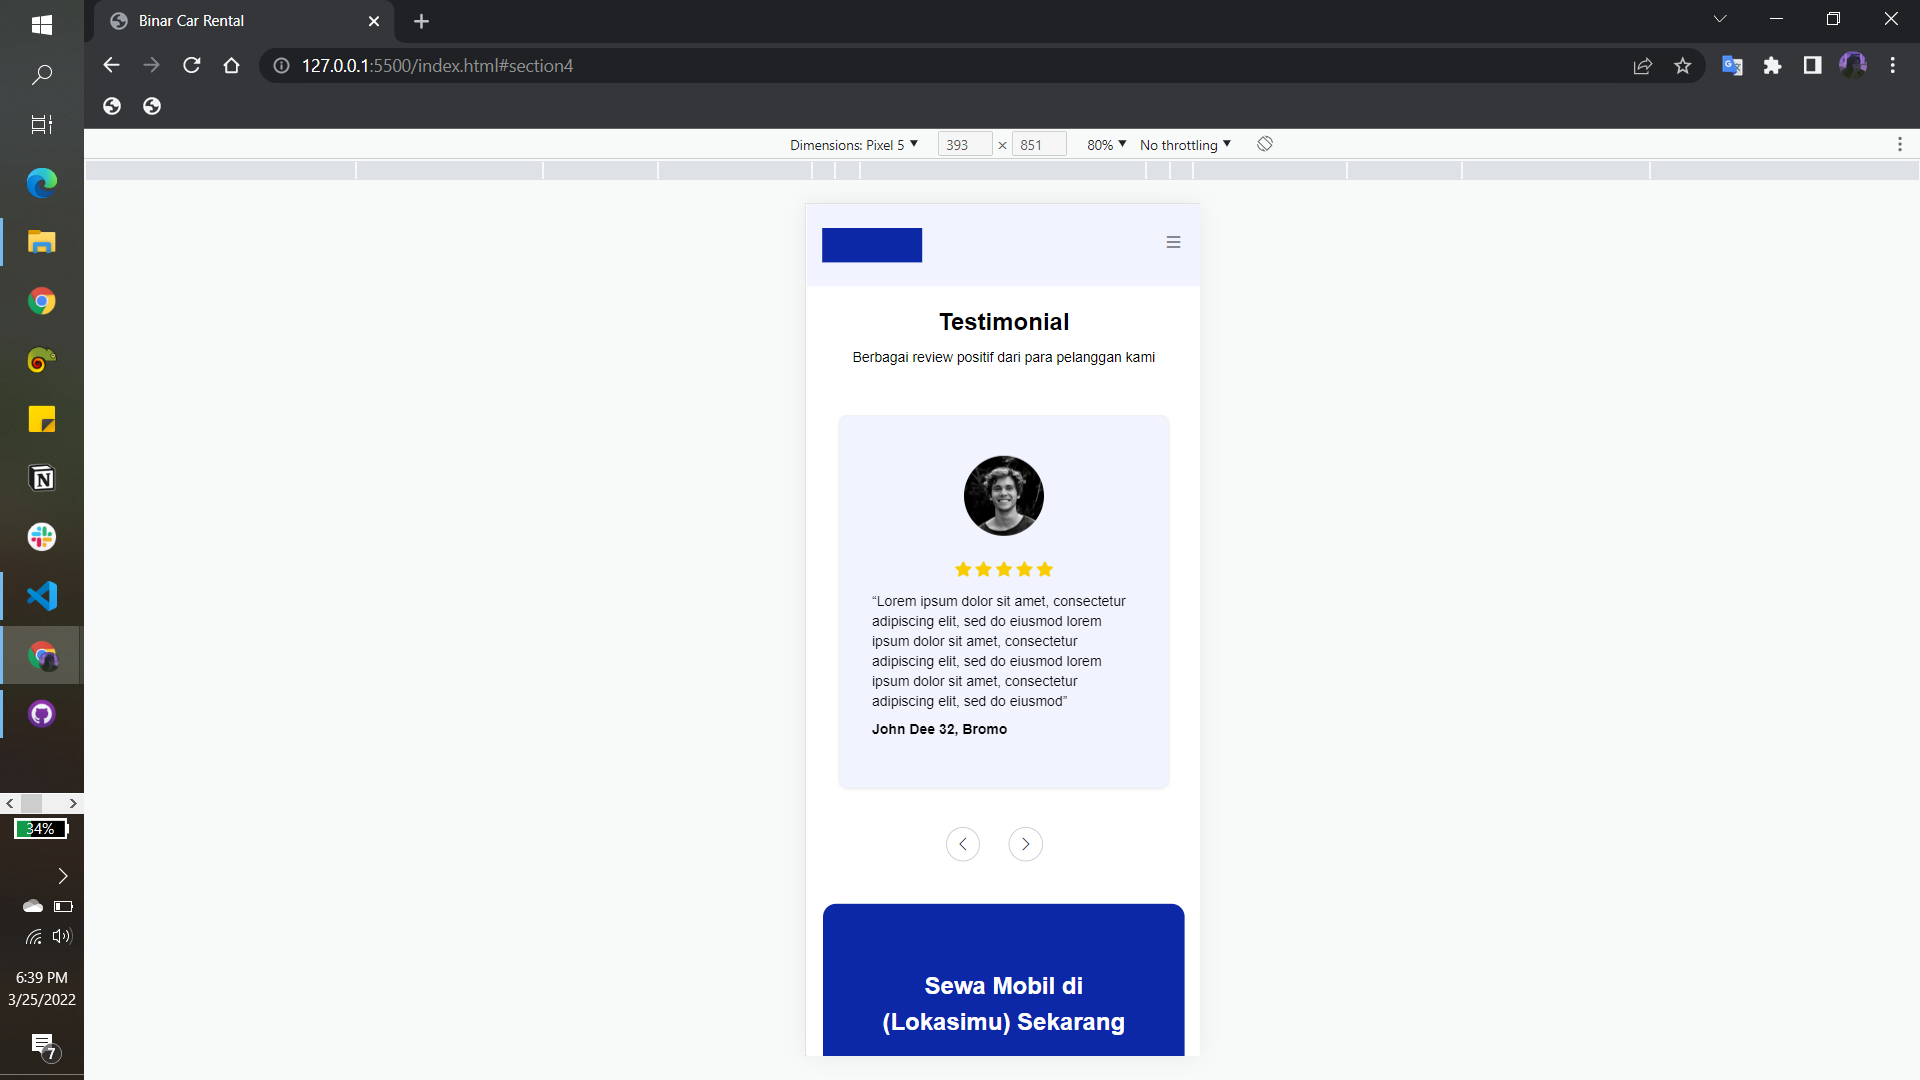 Binar Car Rental
127.0.0.1:5500/index.html#section4
Dimensions: Pixel 5
393
×
851
80%
No throttling
Testimonial
Berbagai review positif dari para pelanggan kami
“Lorem ipsum dolor sit amet, consectetur
adipiscing elit, sed do eiusmod lorem
ipsum dolor sit amet, consectetur
adipiscing elit, sed do eiusmod lorem
ipsum dolor sit amet, consectetur
adipiscing elit, sed do eiusmod”
John Dee 32, Bromo
Sewa Mobil di
(Lokasimu) Sekarang
34%
6:39 PM
3/25/2022
7